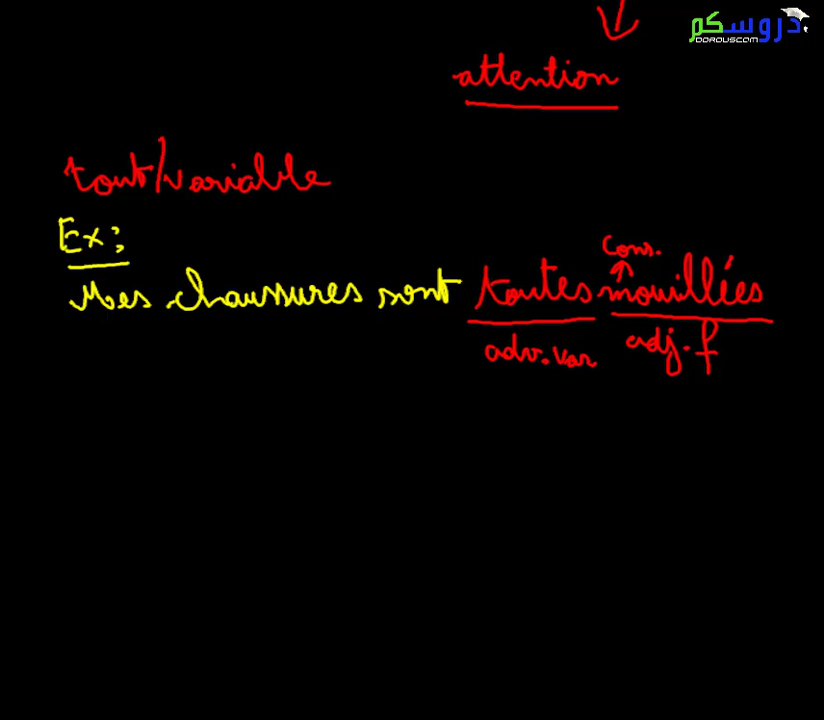 دروسكم
DOROUSCOM
attention
tout/variable
Ex:
Mes chaussures sont toutes mouillées
cons.
adv.var. adj.f